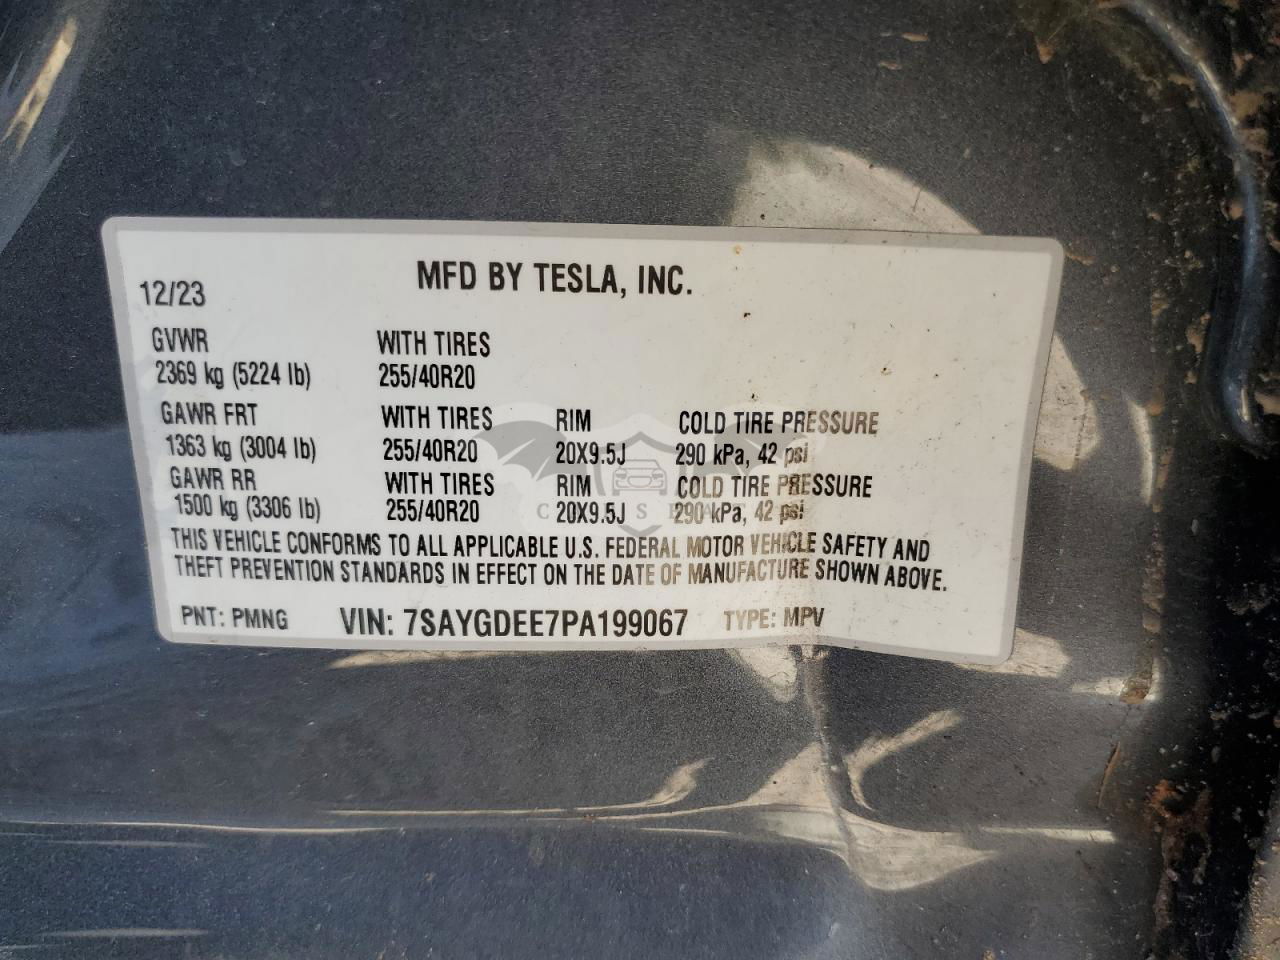 MFD BY TESLA, INC.
12/23
GVWR WITH TIRES
2369 kg (5224 lb) 255/40R20
GAWR FRT WITH TIRES RIM COLD TIRE PRESSURE
1363 kg (3004 lb) 255/40R20 20X9.5J 290 kPa, 42 psi
GAWR RR WITH TIRES RIM COLD TIRE PRESSURE
1500 kg (3306 lb) 255/40R20 20X9.5J 290 kPa, 42 psi
THIS VEHICLE CONFORMS TO ALL APPLICABLE U.S. FEDERAL MOTOR VEHICLE SAFETY AND
THEFT PREVENTION STANDARDS IN EFFECT ON THE DATE OF MANUFACTURE SHOWN ABOVE.
PNT: PMNG VIN: 7SAYGDEE7PA199067 TYPE: MPV